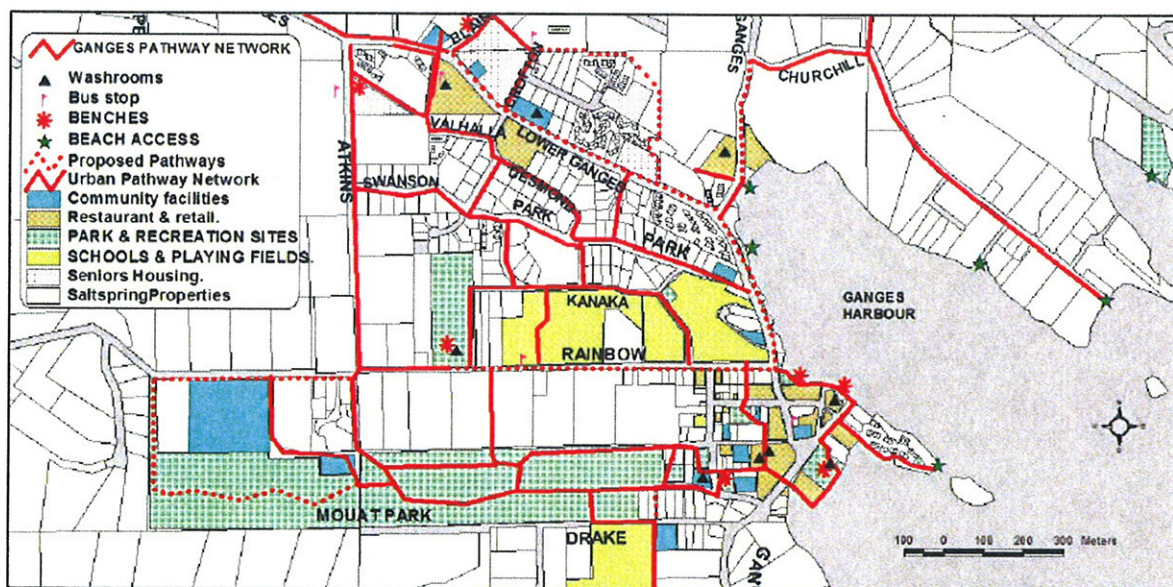 GANGES PATHWAY NETWORK
Washrooms
Bus stop
BENCHES
BEACH ACCESS
Proposed Pathways
Urban Pathway Network
Community facilities
Restaurant & retail.
PARK & RECREATION SITES
SCHOOLS & PLAYING FIELDS.
Seniors Housing.
SaltspringProperties
GANGES
CHURCHILL
ATKINS
VALHALLA
LOWER GANGES
SWANSON
DESMOND
PARK
PARK
KANAKA
RAINBOW
GANGES
HARBOUR
MOUAT PARK
DRAKE
100 0 100 200 300 Meters